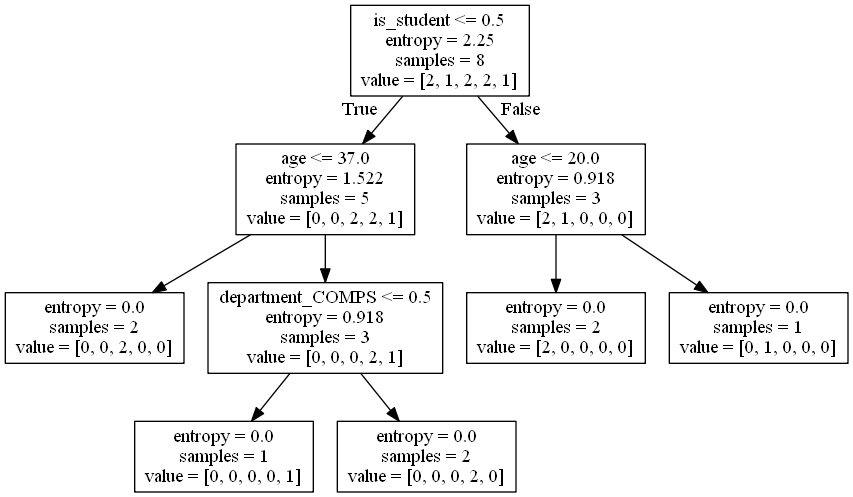 is_student <= 0.5
entropy = 2.25
samples = 8
value = [2, 1, 2, 2, 1]
True
False
age <= 37.0
entropy = 1.522
samples = 5
value = [0, 0, 2, 2, 1]
age <= 20.0
entropy = 0.918
samples = 3
value = [2, 1, 0, 0, 0]
entropy = 0.0
samples = 2
value = [0, 0, 2, 0, 0]
department_COMPS <= 0.5
entropy = 0.918
samples = 3
value = [0, 0, 0, 2, 1]
entropy = 0.0
samples = 2
value = [2, 0, 0, 0, 0]
entropy = 0.0
samples = 1
value = [0, 1, 0, 0, 0]
entropy = 0.0
samples = 1
value = [0, 0, 0, 0, 1]
entropy = 0.0
samples = 2
value = [0, 0, 0, 2, 0]